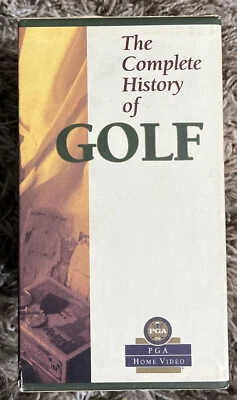 The
Complete
History
of
GOLF
PGA
PGA
HOME VIDEO